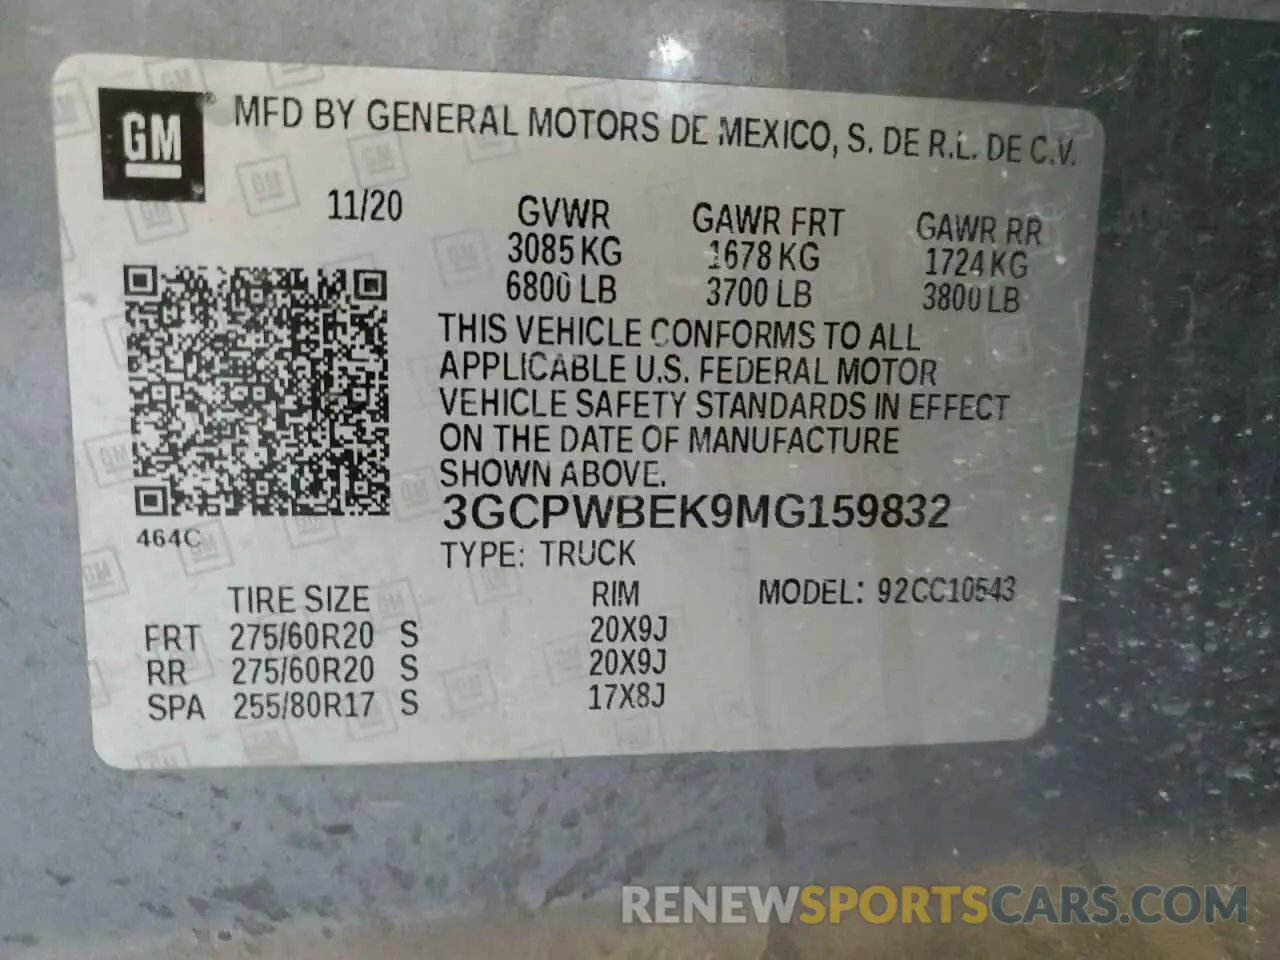 GM® MFD BY GENERAL MOTORS DE MEXICO, S. DE R.L. DE C.V.
11/20 GVWR GAWR FRT GAWR RR
3085 KG 1678 KG 1724 KG
6800 LB 3700 LB 3800 LB
THIS VEHICLE CONFORMS TO ALL
APPLICABLE U.S. FEDERAL MOTOR
VEHICLE SAFETY STANDARDS IN EFFECT
ON THE DATE OF MANUFACTURE
SHOWN ABOVE.
3GCPWBEK9MG159832
464C
TYPE: TRUCK
TIRE SIZE RIM MODEL: 92CC10543
FRT 275/60R20 S 20X9J
RR 275/60R20 S 20X9J
SPA 255/80R17 S 17X8J
RENEWSPORTSCARS.COM